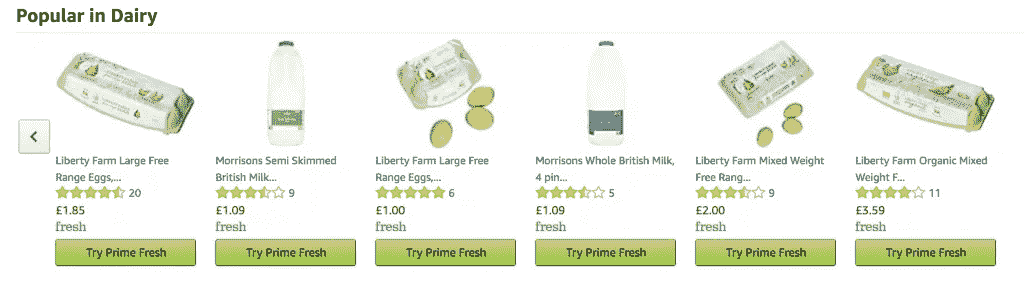 Popular in Dairy
Liberty Farm Large Free
Range Eggs,...
20
£1.85
fresh
Try Prime Fresh
Morrisons Semi Skimmed
British Milk...
9
£1.09
fresh
Try Prime Fresh
Liberty Farm Large Free
Range Eggs,...
6
£1.00
fresh
Try Prime Fresh
Morrisons Whole British Milk,
4 pin...
5
£1.09
fresh
Try Prime Fresh
Liberty Farm Mixed Weight
Free Rang...
9
£2.00
fresh
Try Prime Fresh
Liberty Farm Organic Mixed
Weight F...
11
£3.59
fresh
Try Prime Fresh